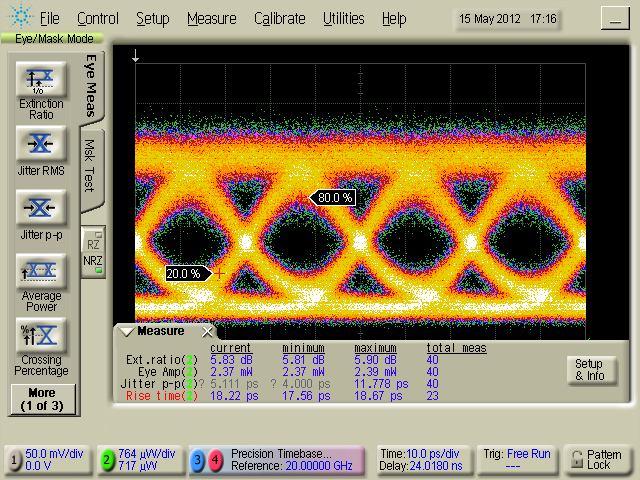 File Control Setup Measure Calibrate Utilities Help 15 May 2012 17:16
Eye/Mask Mode
Eye Meas
Msk Test
1/0
Extinction
Ratio
Jitter RMS
Jitter p-p
RZ
NRZ
Average
Power
%
Crossing
Percentage
More
(1 of 3)
80.0 %
20.0 %
Measure
current minimum maximum total meas
Ext.ratio(2) 5.83 dB 5.81 dB 5.90 dB 40
Eye Amp(2) 2.37 mW 2.37 mW 2.39 mW 40
Jitter p-p(2) ? 5.111 ps ? 4.000 ps 11.778 ps 40
Rise time(2) 18.22 ps 17.56 ps 18.67 ps 23
Setup
& Info
1 50.0 mV/div
0.0 V
2 764 µW/div
717 µW
3 4 Precision Timebase...
Reference: 20.00000 GHz
Time:10.0 ps/div
Delay:24.0180 ns
Trig: Free Run
---
Pattern
Lock